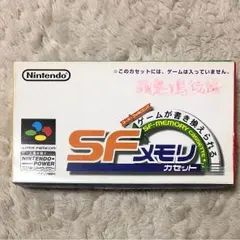 Nintendo
※このカセットには、ゲームは入っていません。
ゲームが書き換えられる
SF-MEMORY CASSETTE
SFメモリ
カセット
SUPER FAMICOM
NINTENDO
POWER